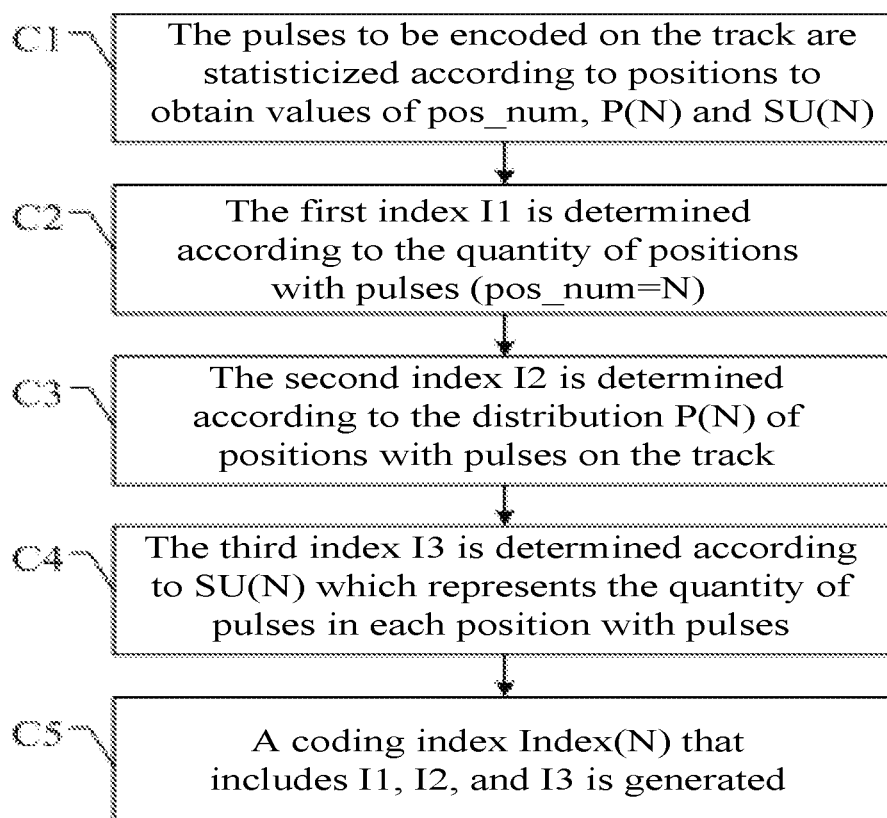 C1
The pulses to be encoded on the track are
statisticized according to positions to
obtain values of pos_num, P(N) and SU(N)
C2
The first index I1 is determined
according to the quantity of positions
with pulses (pos_num=N)
C3
The second index I2 is determined
according to the distribution P(N) of
positions with pulses on the track
C4
The third index I3 is determined according
to SU(N) which represents the quantity of
pulses in each position with pulses
C5
A coding index Index(N) that
includes I1, I2, and I3 is generated